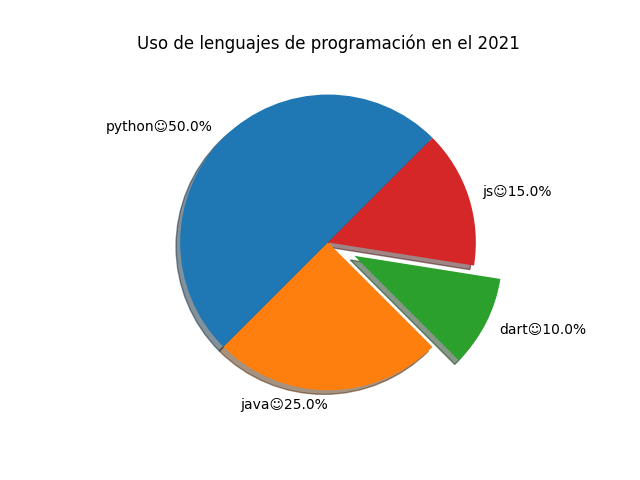 Uso de lenguajes de programación en el 2021
python☺50.0%
js☺15.0%
dart☺10.0%
java☺25.0%